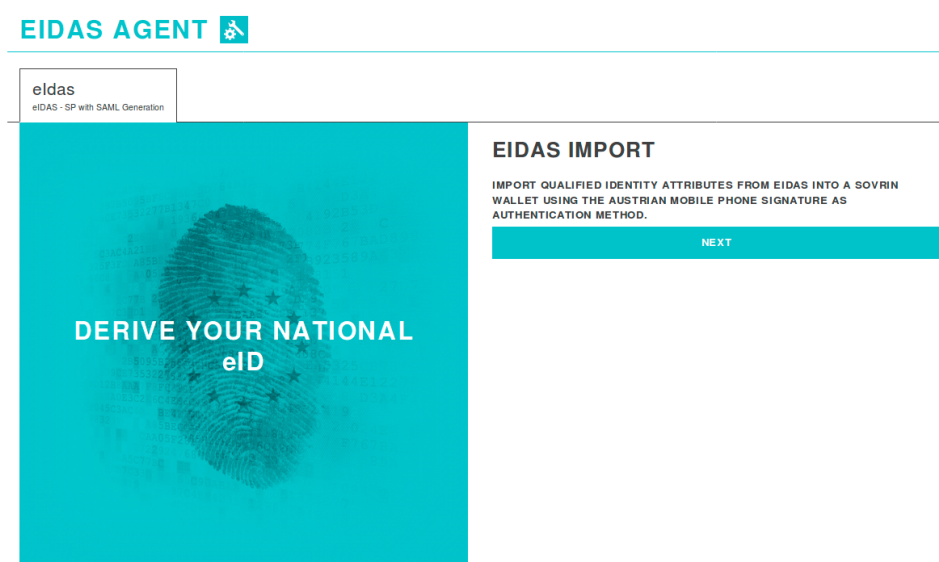 EIDAS AGENT
eIdas
eIDAS - SP with SAML Generation
DERIVE YOUR NATIONAL
eID
EIDAS IMPORT
IMPORT QUALIFIED IDENTITY ATTRIBUTES FROM EIDAS INTO A SOVRIN
WALLET USING THE AUSTRIAN MOBILE PHONE SIGNATURE AS
AUTHENTICATION METHOD.
NEXT